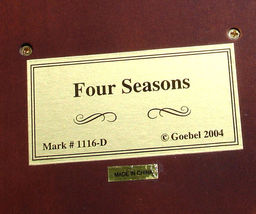 Four Seasons
Mark # 1116-D © Goebel 2004
MADE IN CHINA